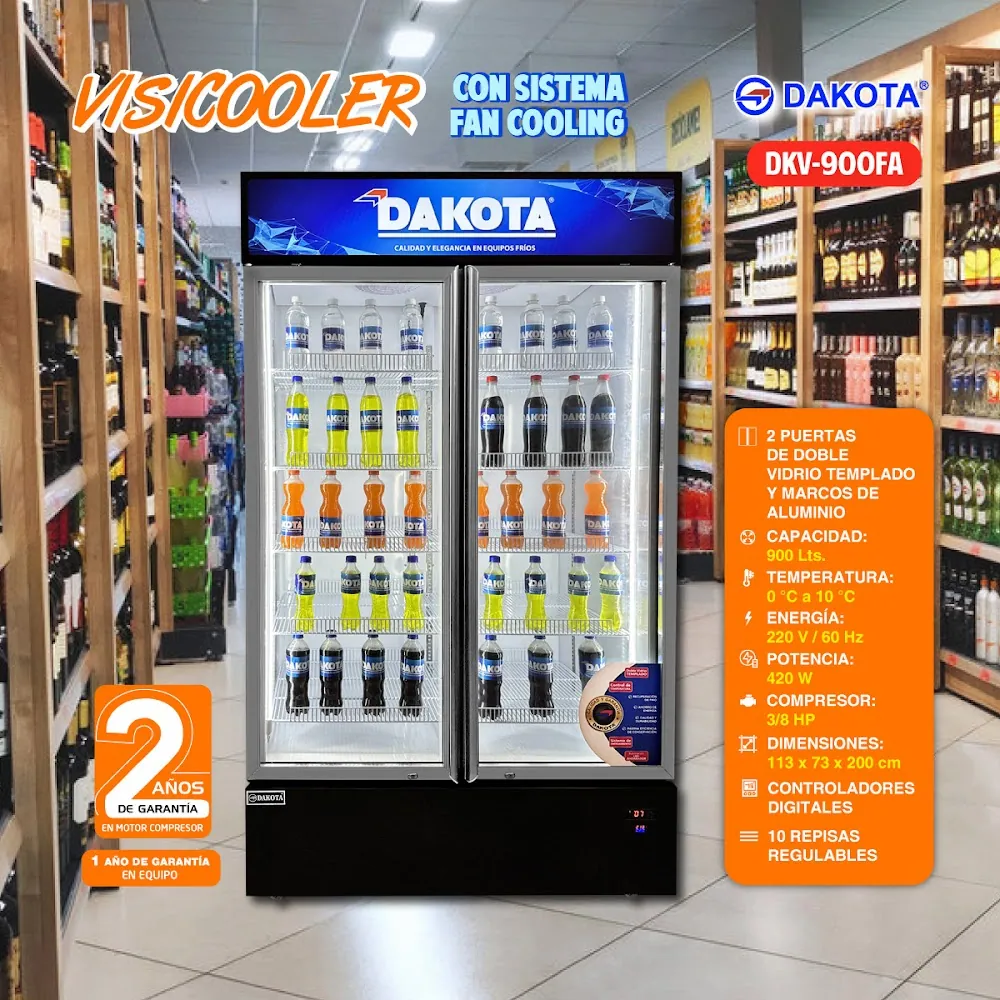 VISICOOLER
CON SISTEMA
FAN COOLING
DAKOTA®
DKV-900FA
DAKOTA®
CALIDAD Y ELEGANCIA EN EQUIPOS FRÍOS
2 PUERTAS
DE DOBLE
VIDRIO TEMPLADO
Y MARCOS DE
ALUMINIO
CAPACIDAD:
900 Lts.
TEMPERATURA:
0 °C a 10 °C
ENERGÍA:
220 V / 60 Hz
POTENCIA:
420 W
COMPRESOR:
3/8 HP
DIMENSIONES:
113 x 73 x 200 cm
CONTROLADORES
DIGITALES
10 REPISAS
REGULABLES
2
AÑOS
DE GARANTÍA
EN MOTOR COMPRESOR
1 AÑO DE GARANTÍA
EN EQUIPO
DAKOTA